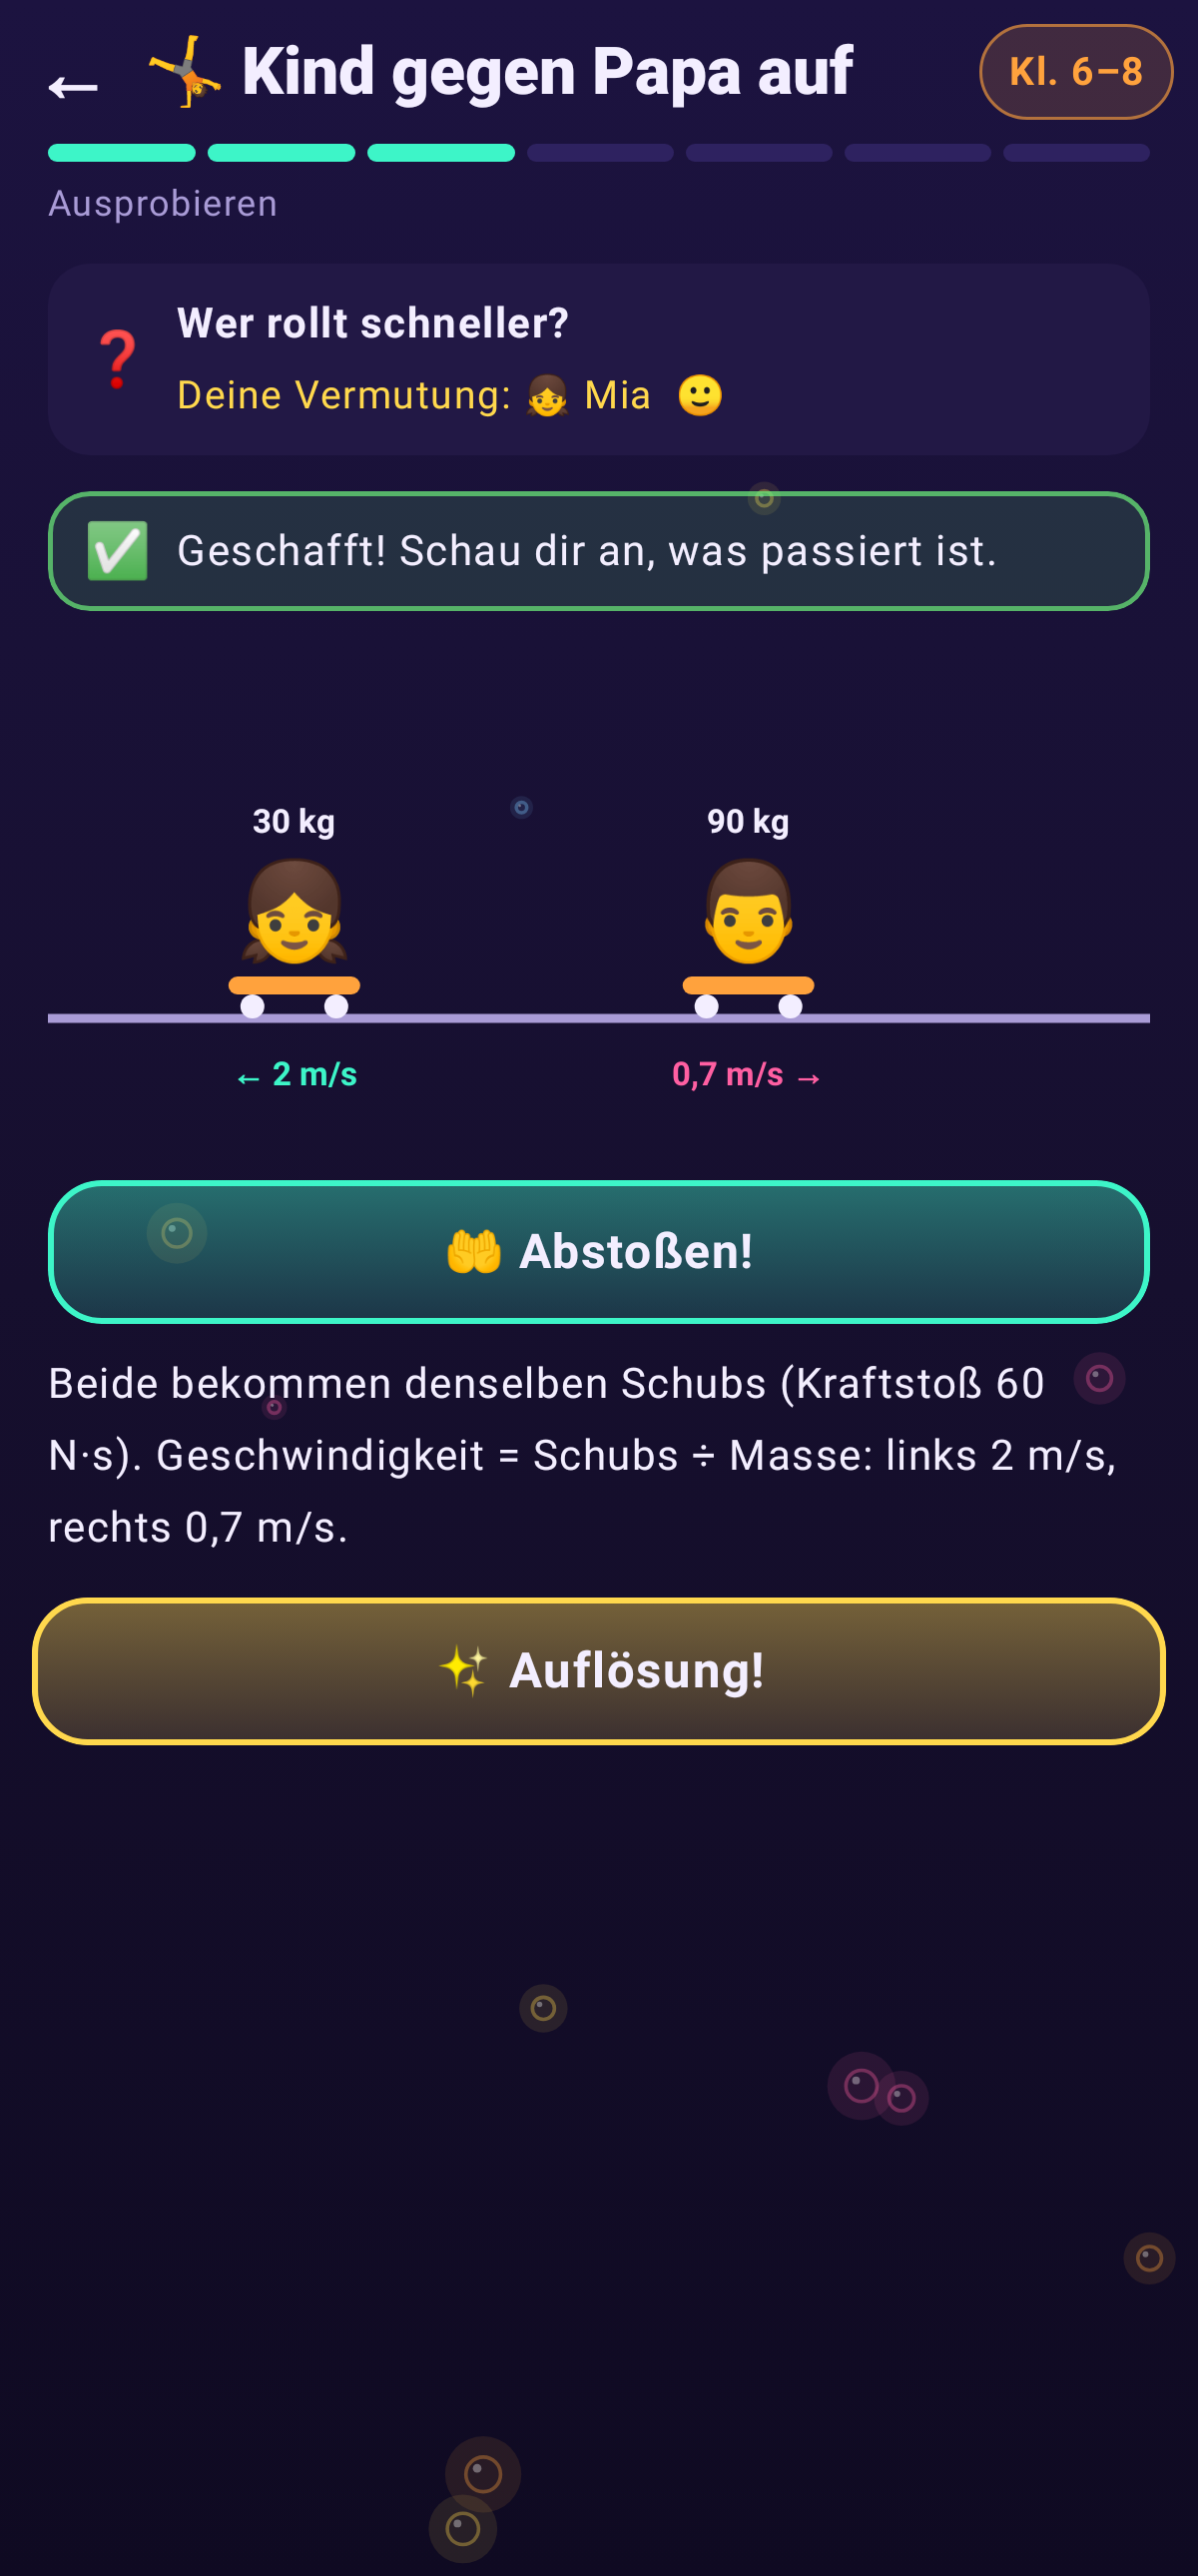 ← 🤸 Kind gegen Papa auf
Kl. 6–8
Ausprobieren
❓ Wer rollt schneller?
Deine Vermutung: 👧 Mia 🙂
✅ Geschafft! Schau dir an, was passiert ist.
30 kg 90 kg
← 2 m/s 0,7 m/s →
🤲 Abstoßen!
Beide bekommen denselben Schubs (Kraftstoß 60
N·s). Geschwindigkeit = Schubs ÷ Masse: links 2 m/s,
rechts 0,7 m/s.
✨ Auflösung!